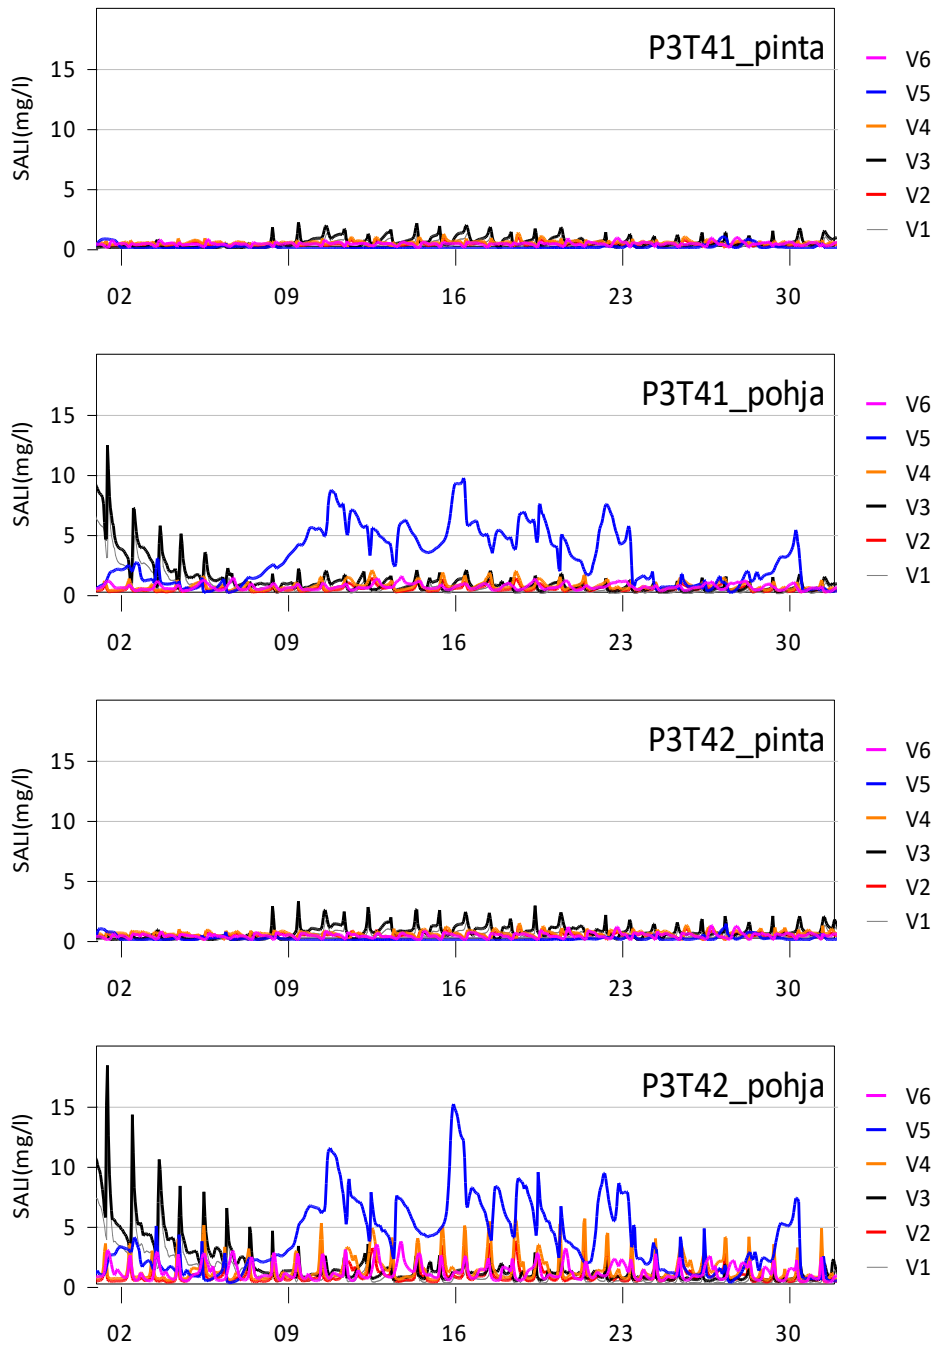 P3T41_pinta
SALI(mg/l)
15
10
5
0
02 09 16 23 30
V6
V5
V4
V3
V2
V1
P3T41_pohja
SALI(mg/l)
15
10
5
0
02 09 16 23 30
V6
V5
V4
V3
V2
V1
P3T42_pinta
SALI(mg/l)
15
10
5
0
02 09 16 23 30
V6
V5
V4
V3
V2
V1
P3T42_pohja
SALI(mg/l)
15
10
5
0
02 09 16 23 30
V6
V5
V4
V3
V2
V1